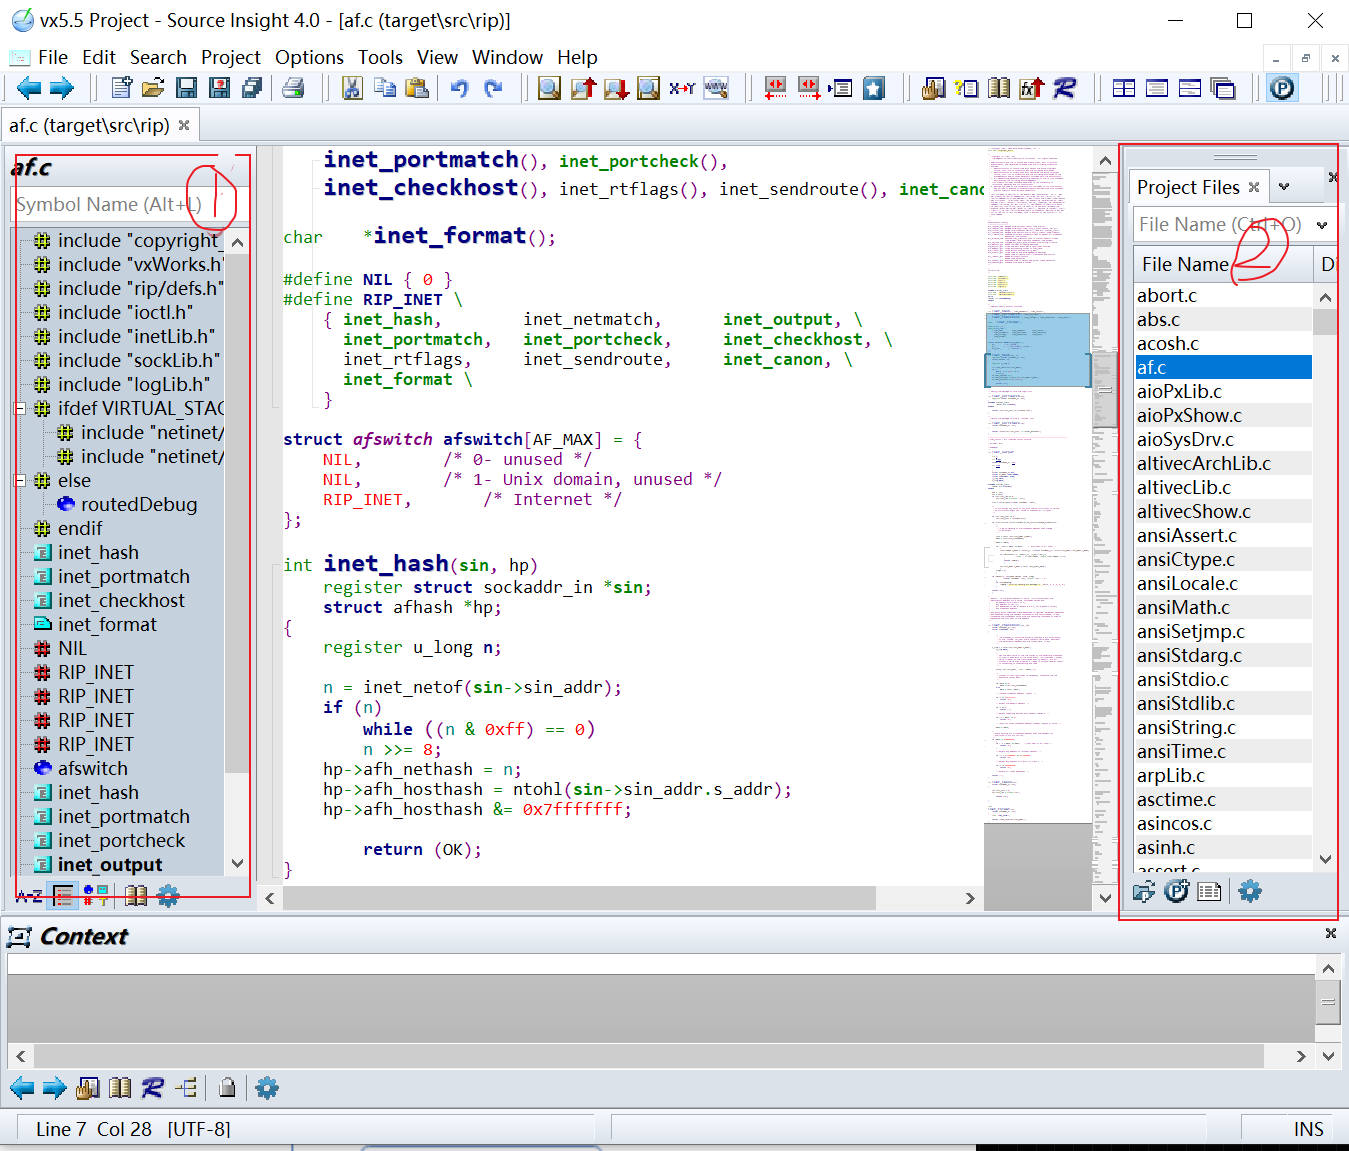 vx5.5 Project - Source Insight 4.0 - [af.c (target\src\rip)]
File Edit Search Project Options Tools View Window Help
af.c (target\src\rip)
af.c
1
Symbol Name (Alt+L)
include "copyright_
include "vxWorks.h"
include "rip/defs.h"
include "ioctl.h"
include "inetLib.h"
include "sockLib.h"
include "logLib.h"
ifdef VIRTUAL_STAC
include "netinet/
include "netinet/
else
routedDebug
endif
inet_hash
inet_portmatch
inet_checkhost
inet_format
NIL
RIP_INET
RIP_INET
RIP_INET
RIP_INET
afswitch
inet_hash
inet_portmatch
inet_portcheck
inet_output
A-Z
inet_portmatch(), inet_portcheck(),
inet_checkhost(), inet_rtflags(), inet_sendroute(), inet_canc
char *inet_format();
#define NIL { 0 }
#define RIP_INET \
{ inet_hash, inet_netmatch, inet_output, \
inet_portmatch, inet_portcheck, inet_checkhost, \
inet_rtflags, inet_sendroute, inet_canon, \
inet_format \
}
struct afswitch afswitch[AF_MAX] = {
NIL, /* 0- unused */
NIL, /* 1- Unix domain, unused */
RIP_INET, /* Internet */
};
int inet_hash(sin, hp)
register struct sockaddr_in *sin;
struct afhash *hp;
{
register u_long n;
n = inet_netof(sin->sin_addr);
if (n)
while ((n & 0xff) == 0)
n >>= 8;
hp->afh_nethash = n;
hp->afh_hosthash = ntohl(sin->sin_addr.s_addr);
hp->afh_hosthash &= 0x7fffffff;
return (OK);
}
Project Files
File Name (Ctrl+O)
2
File Name Di
abort.c
abs.c
acosh.c
af.c
aioPxLib.c
aioPxShow.c
aioSysDrv.c
altivecArchLib.c
altivecLib.c
altivecShow.c
ansiAssert.c
ansiCtype.c
ansiLocale.c
ansiMath.c
ansiSetjmp.c
ansiStdarg.c
ansiStdio.c
ansiStdlib.c
ansiString.c
ansiTime.c
arpLib.c
asctime.c
asincos.c
asinh.c
assert.c
Context
Line 7 Col 28 [UTF-8]
INS